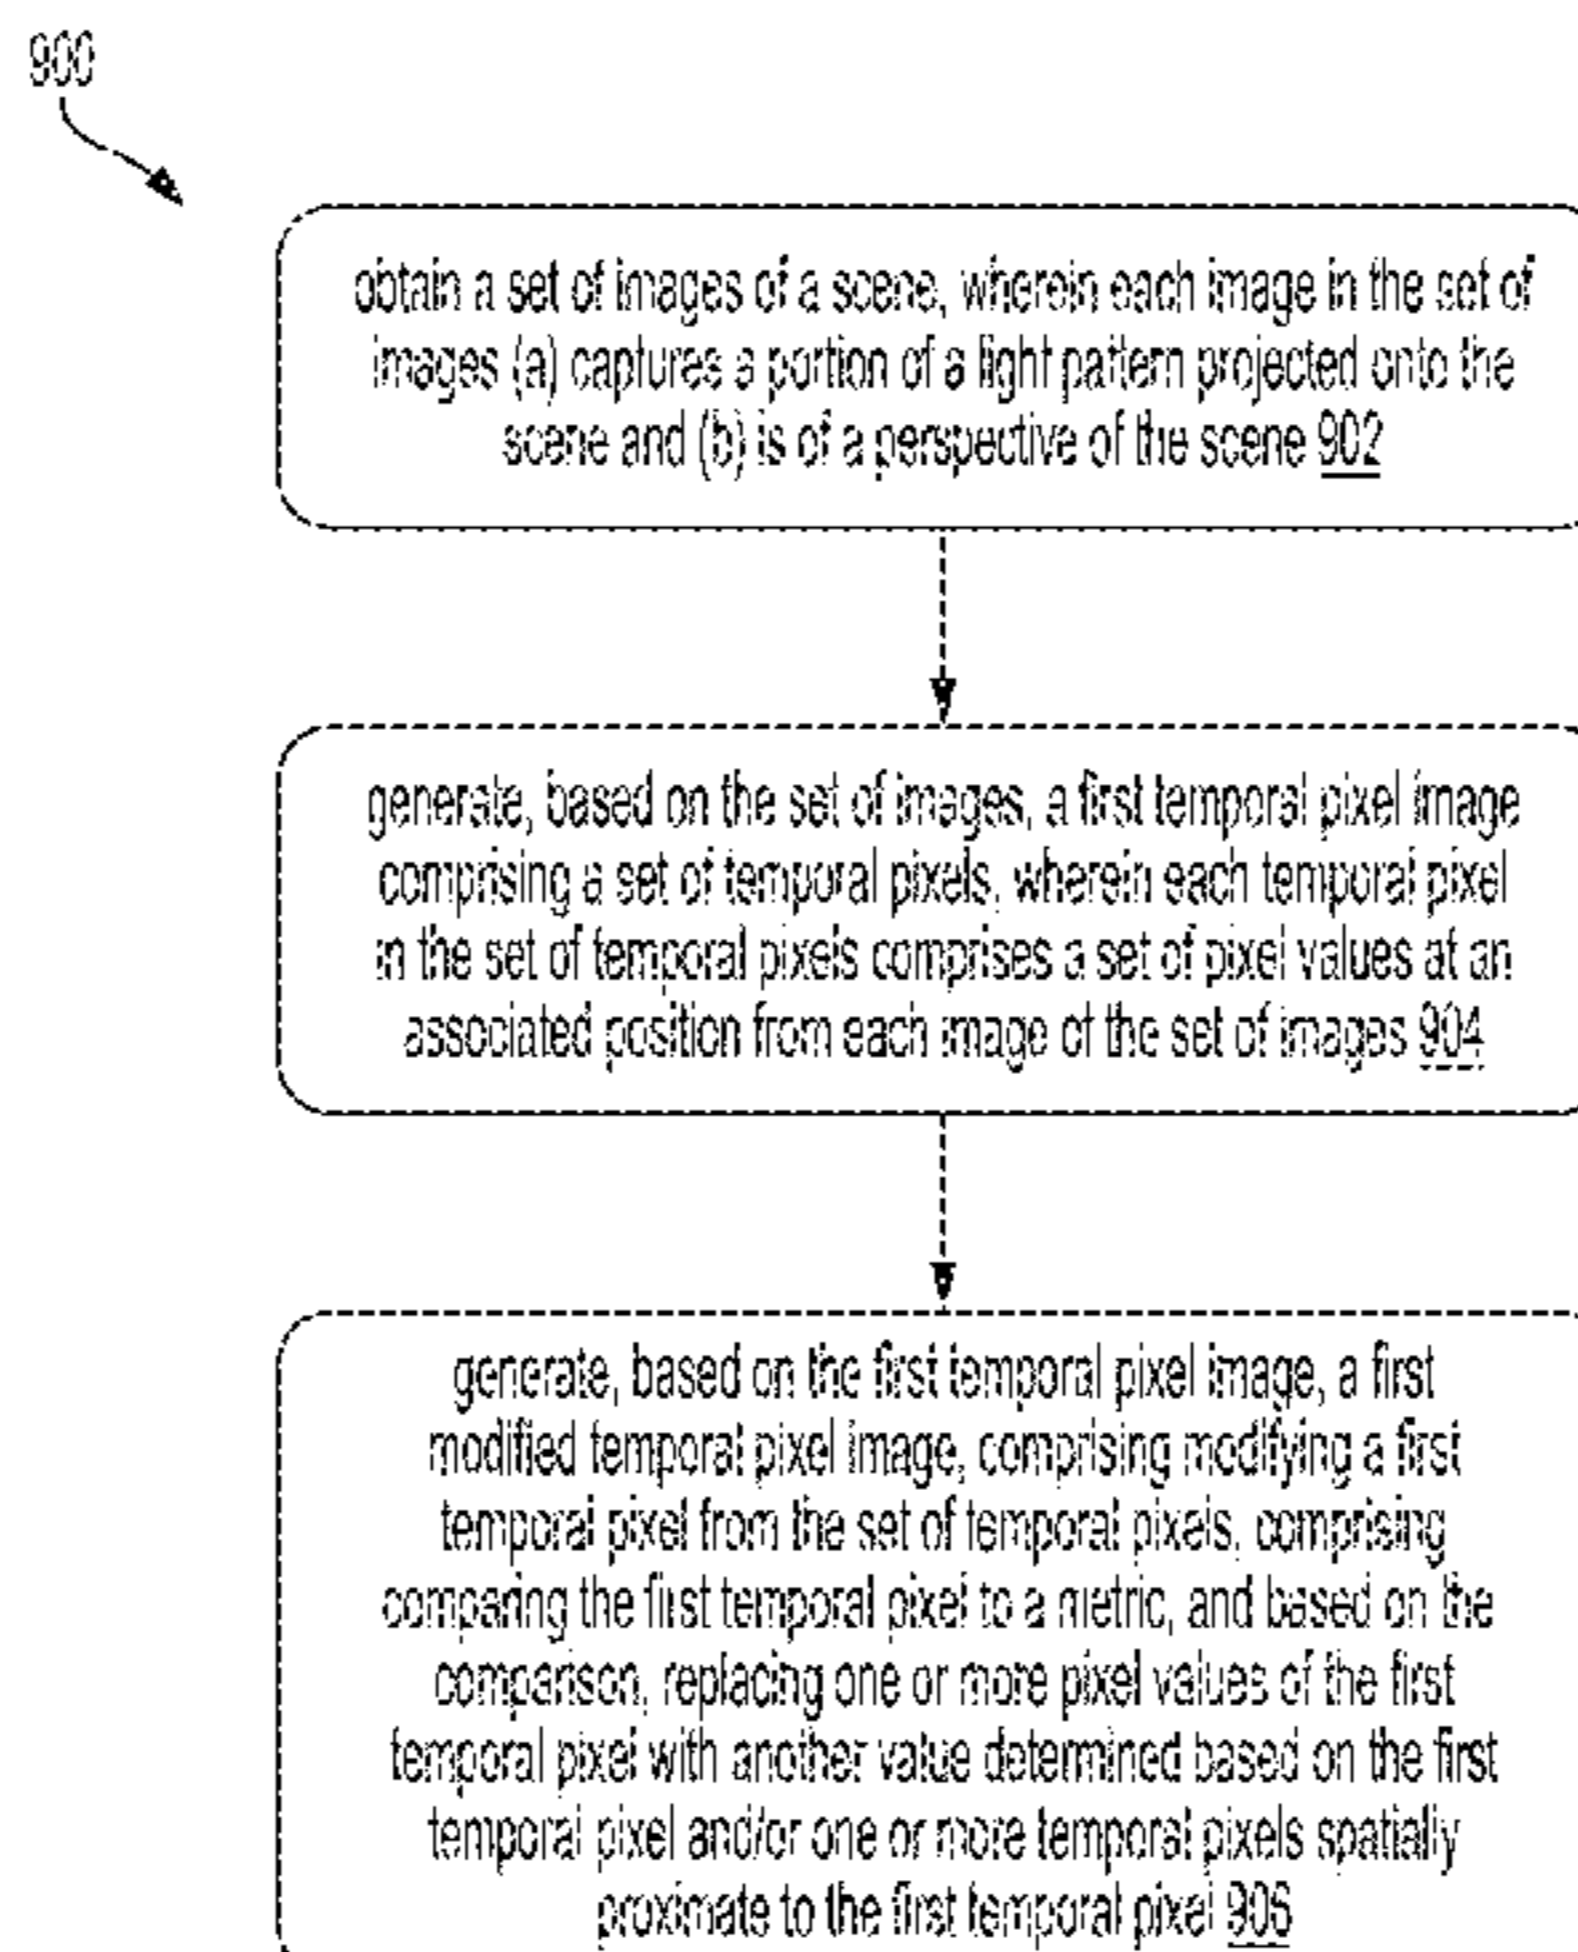 900
obtain a set of images of a scene, wherein each image in the set of
images (a) captures a portion of a light pattern projected onto the
scene and (b) is of a perspective of the scene 902
generate, based on the set of images, a first temporal pixel image
comprising a set of temporal pixels, wherein each temporal pixel
in the set of temporal pixels comprises a set of pixel values at an
associated position from each image of the set of images 904
generate, based on the first temporal pixel image, a first
modified temporal pixel image, comprising modifying a first
temporal pixel from the set of temporal pixels, comprising
comparing the first temporal pixel to a metric, and based on the
comparison, replacing one or more pixel values of the first
temporal pixel with another value determined based on the first
temporal pixel and/or one or more temporal pixels spatially
proximate to the first temporal pixel 906